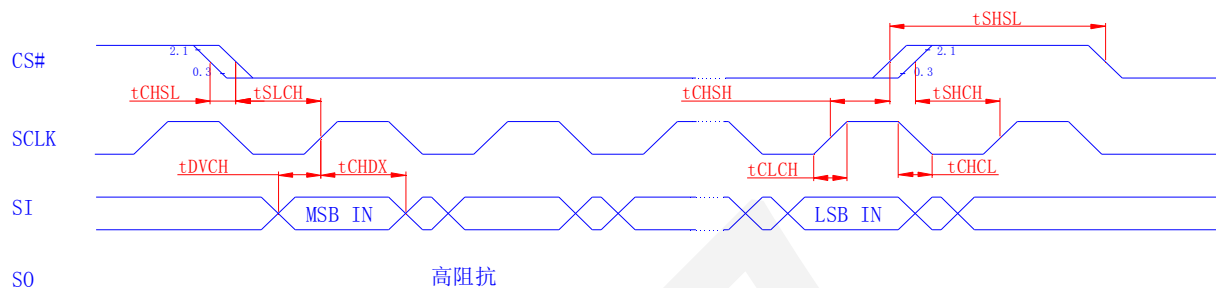 tSHSL
CS#
2.1
2.1
0.3
0.3
tCHSL
tSLCH
tCHSH
tSHCH
SCLK
tDVCH
tCHDX
tCLCH
tCHCL
SI
MSB IN
LSB IN
SO
高阻抗